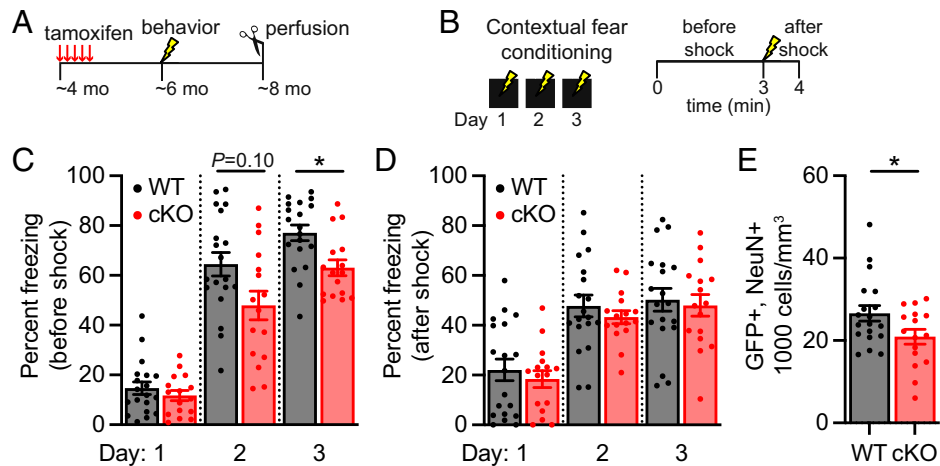 A
tamoxifen
behavior
perfusion
~4 mo
~6 mo
~8 mo
B
Contextual fear
conditioning
Day 1 2 3
before
shock
after
shock
0 3 4
time (min)
C
Percent freezing
(before shock)
100
80
60
40
20
0
WT
cKO
P=0.10
*
Day: 1 2 3
D
Percent freezing
(after shock)
100
80
60
40
20
0
WT
cKO
Day: 1 2 3
E
GFP+, NeuN+
1000 cells/mm³
60
40
20
0
*
WT cKO